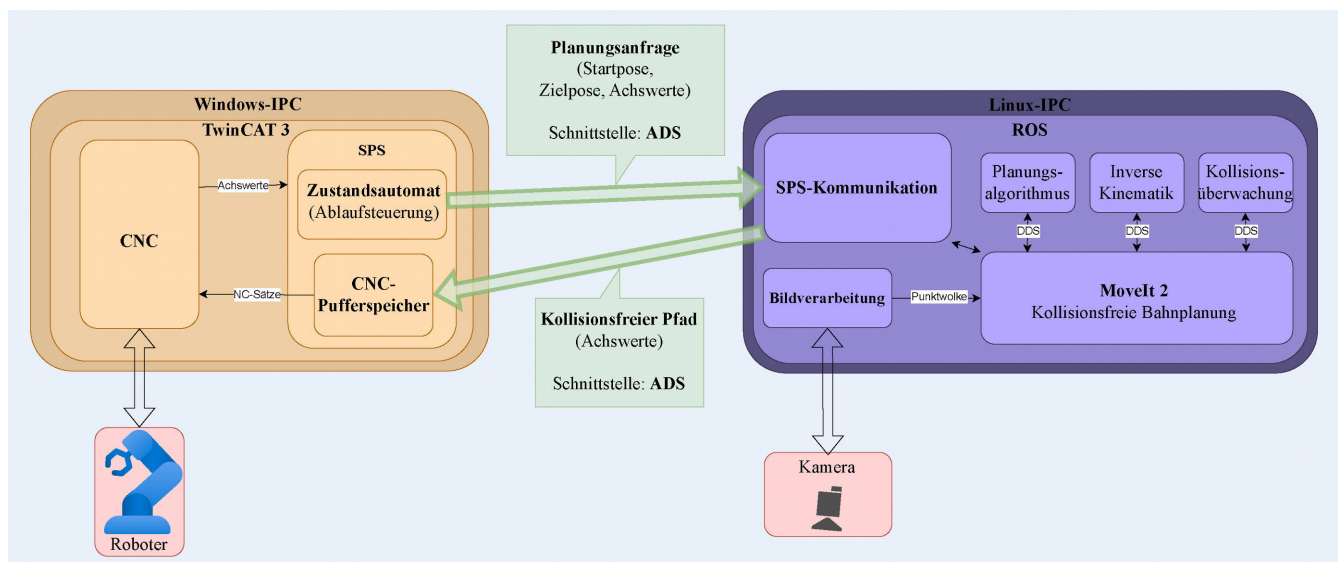 Planungsanfrage
(Startpose,
Zielpose, Achswerte)
Schnittstelle: ADS
Windows-IPC
TwinCAT 3
CNC
Achswerte
SPS
Zustandsautomat
(Ablaufsteuerung)
NC-Sätze
CNC-
Pufferspeicher
Roboter
Kollisionsfreier Pfad
(Achswerte)
Schnittstelle: ADS
Linux-IPC
ROS
SPS-Kommunikation
Planungs-
algorithmus
Inverse
Kinematik
Kollisions-
überwachung
DDS
DDS
DDS
Bildverarbeitung
Punktwolke
MoveIt 2
Kollisionsfreie Bahnplanung
Kamera